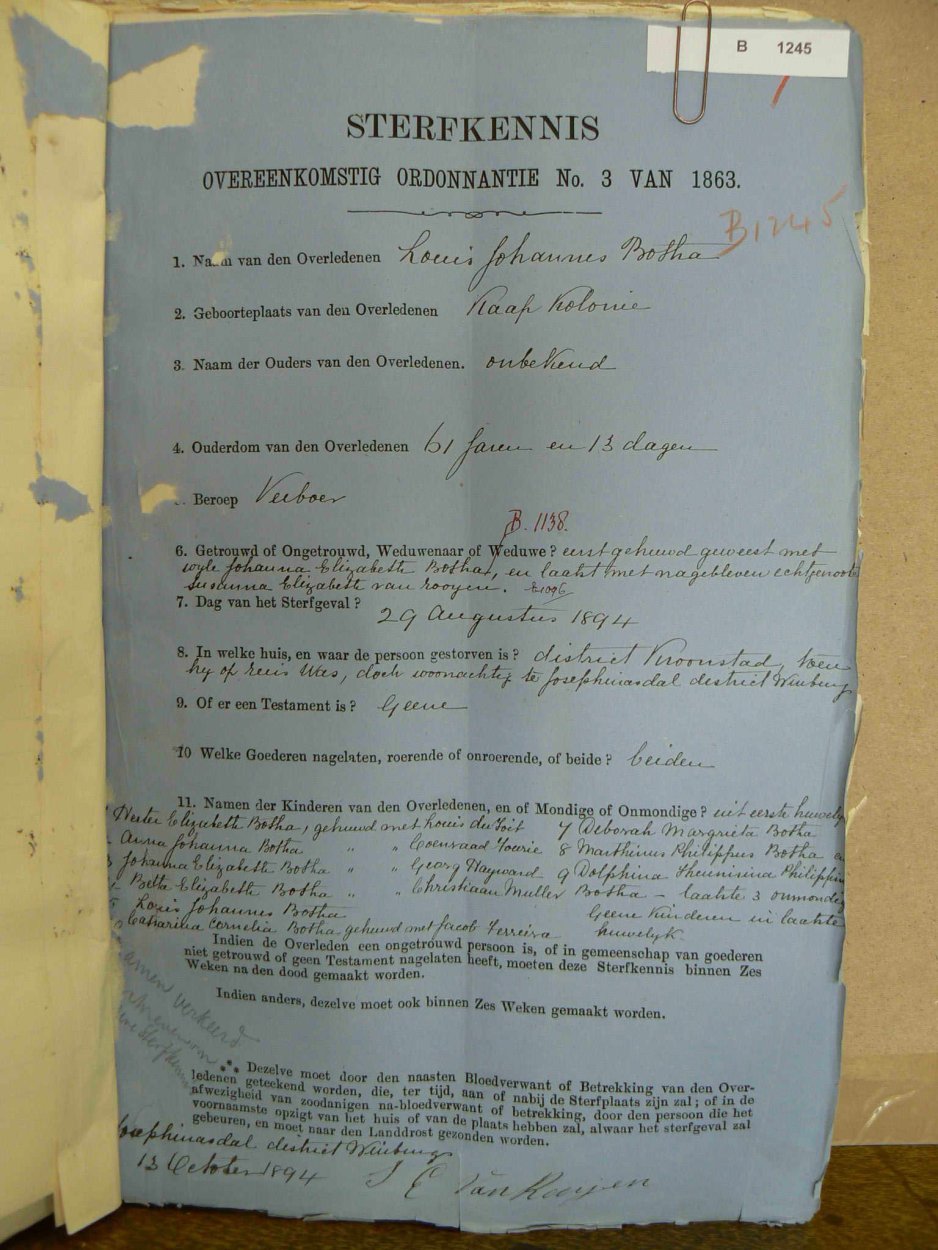 B 1245
STERFKENNIS
OVEREENKOMSTIG ORDONNANTIE No. 3 VAN 1863.
B1245
1. Naam van den Overledenen Louis Johannes Botha
2. Geboorteplaats van den Overledenen Kaap Kolonie
3. Naam der Ouders van den Overledenen. onbekend
4. Ouderdom van den Overledenen 61 Jaren en 13 dagen
Beroep Veeboer
B. 1138.
6. Getrouwd of Ongetrouwd, Weduwenaar of Weduwe? eerst gehuwd geweest met
wyle Johanna Elizabeth Botha, en laatst met nagebleven echtgenoote
Susanna Elizabeth van Rooyen.
7. Dag van het Sterfgeval? 29 Augustus 1894
8. In welke huis, en waar de persoon gestorven is? district Kroonstad, toen
hy op reis was, doch woonachtig te Josephinasdal district Winburg
9. Of er een Testament is? Geene
10 Welke Goederen nagelaten, roerende of onroerende, of beide? beiden
11. Namen der Kinderen van den Overledenen, en of Mondige of Onmondige? uit eerste huwelyk
Hester Elizabeth Botha, gehuwd met Louis du Toit 7 Deborah Margrieta Botha
Anna Johanna Botha " " Coenraad Fourie 8 Marthinus Philippus Botha en
3 Johanna Elizabeth Botha " " Georg Hayward 9 Dolphina Theunisina Philippina
Betta Elizabeth Botha " " Christiaan Muller Botha - laatste 3 onmondig
5 Louis Johannes Botha Geene Kinderen in laatste
Catharina Cornelia Botha gehuwd met Jacob Ferreira huwelyk.
Indien de Overleden een ongetrouwd persoon is, of in gemeenschap van goederen
niet getrouwd of geen Testament nagelaten heeft, moeten deze Sterfkennis binnen Zes
Weken na den dood gemaakt worden.
Indien anders, dezelve moet ook binnen Zes Weken gemaakt worden.
namen verkeerd
Dezelve moet door den naasten Bloedverwant of Betrekking van den Over-
ledenen geteekend worden, die, ter tijd, aan of nabij de Sterfplaats zijn zal; of in de
afwezigheid van zoodanigen na-bloedverwant of betrekking, door den persoon die het
voornaamste opzigt van het huis of van de plaats hebben zal, alwaar het sterfgeval zal
gebeuren, en moet naar den Landdrost gezonden worden.
Josephinasdal district Winburg
13 October 1894 S E Van Rooyen